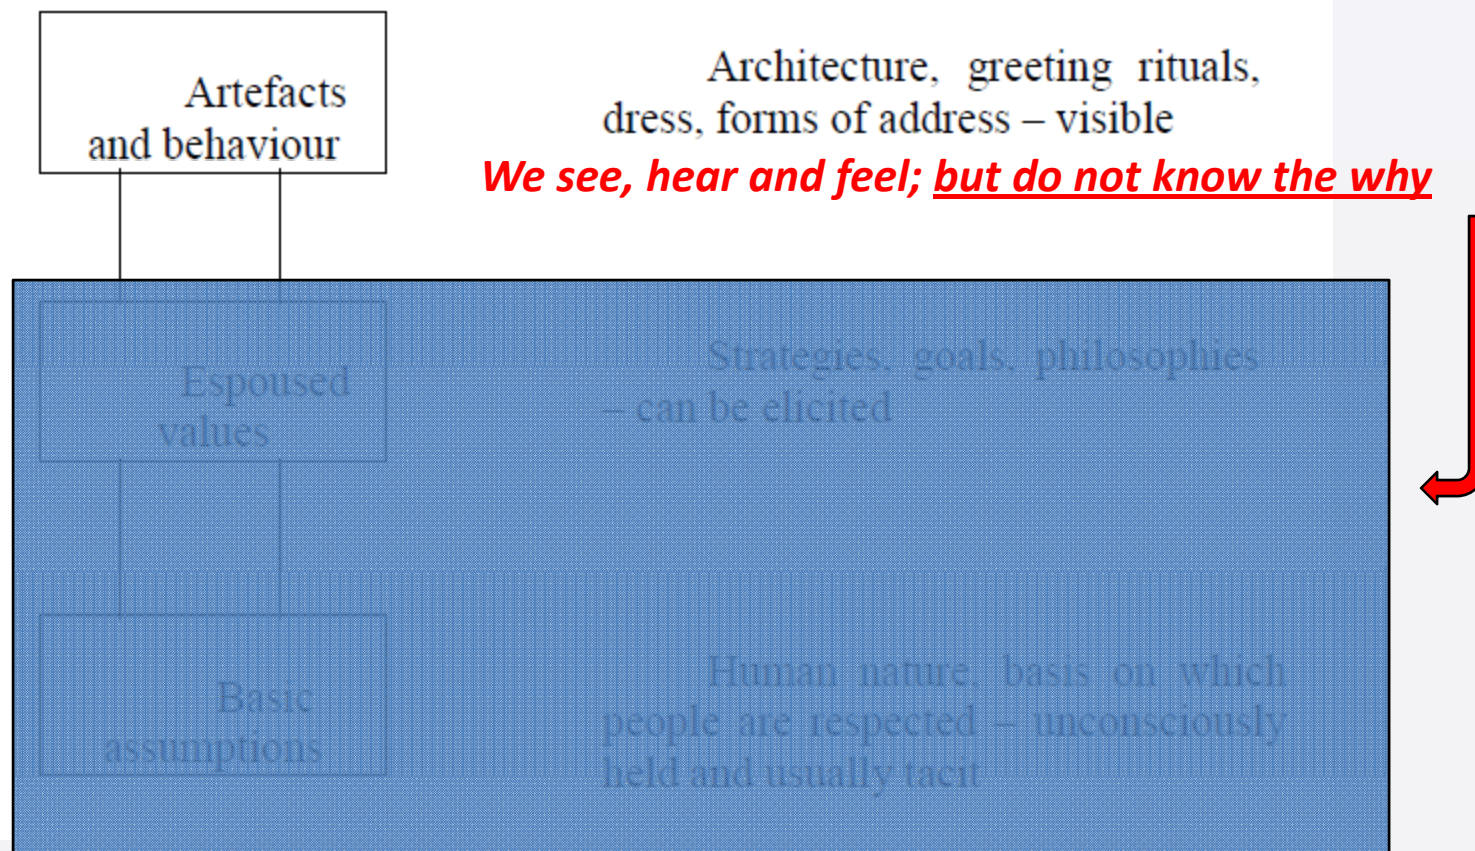 Artefacts
and behaviour
Architecture, greeting rituals,
dress, forms of address – visible
We see, hear and feel; but do not know the why
Espoused
values
Strategies, goals, philosophies
– can be elicited
Basic
assumptions
Human nature, basis on which
people are respected – unconsciously
held and usually tacit